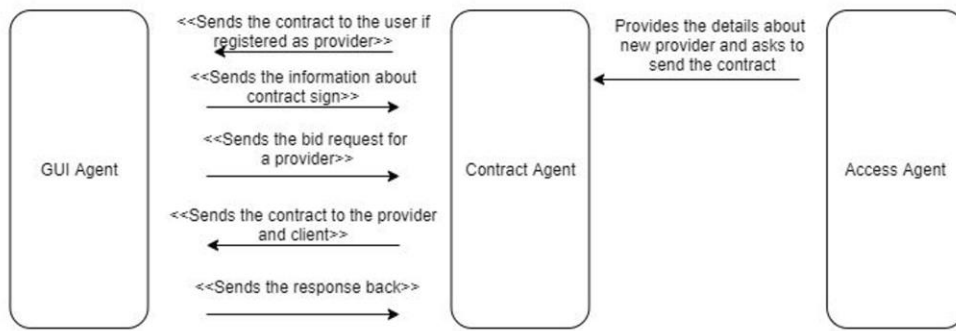 <<Sends the contract to the user if
registered as provider>>
Provides the details about
new provider and asks to
send the contract
<<Sends the information about
contract sign>>
<<Sends the bid request for
a provider>>
GUI Agent
Contract Agent
Access Agent
<<Sends the contract to the provider
and client>>
<<Sends the response back>>